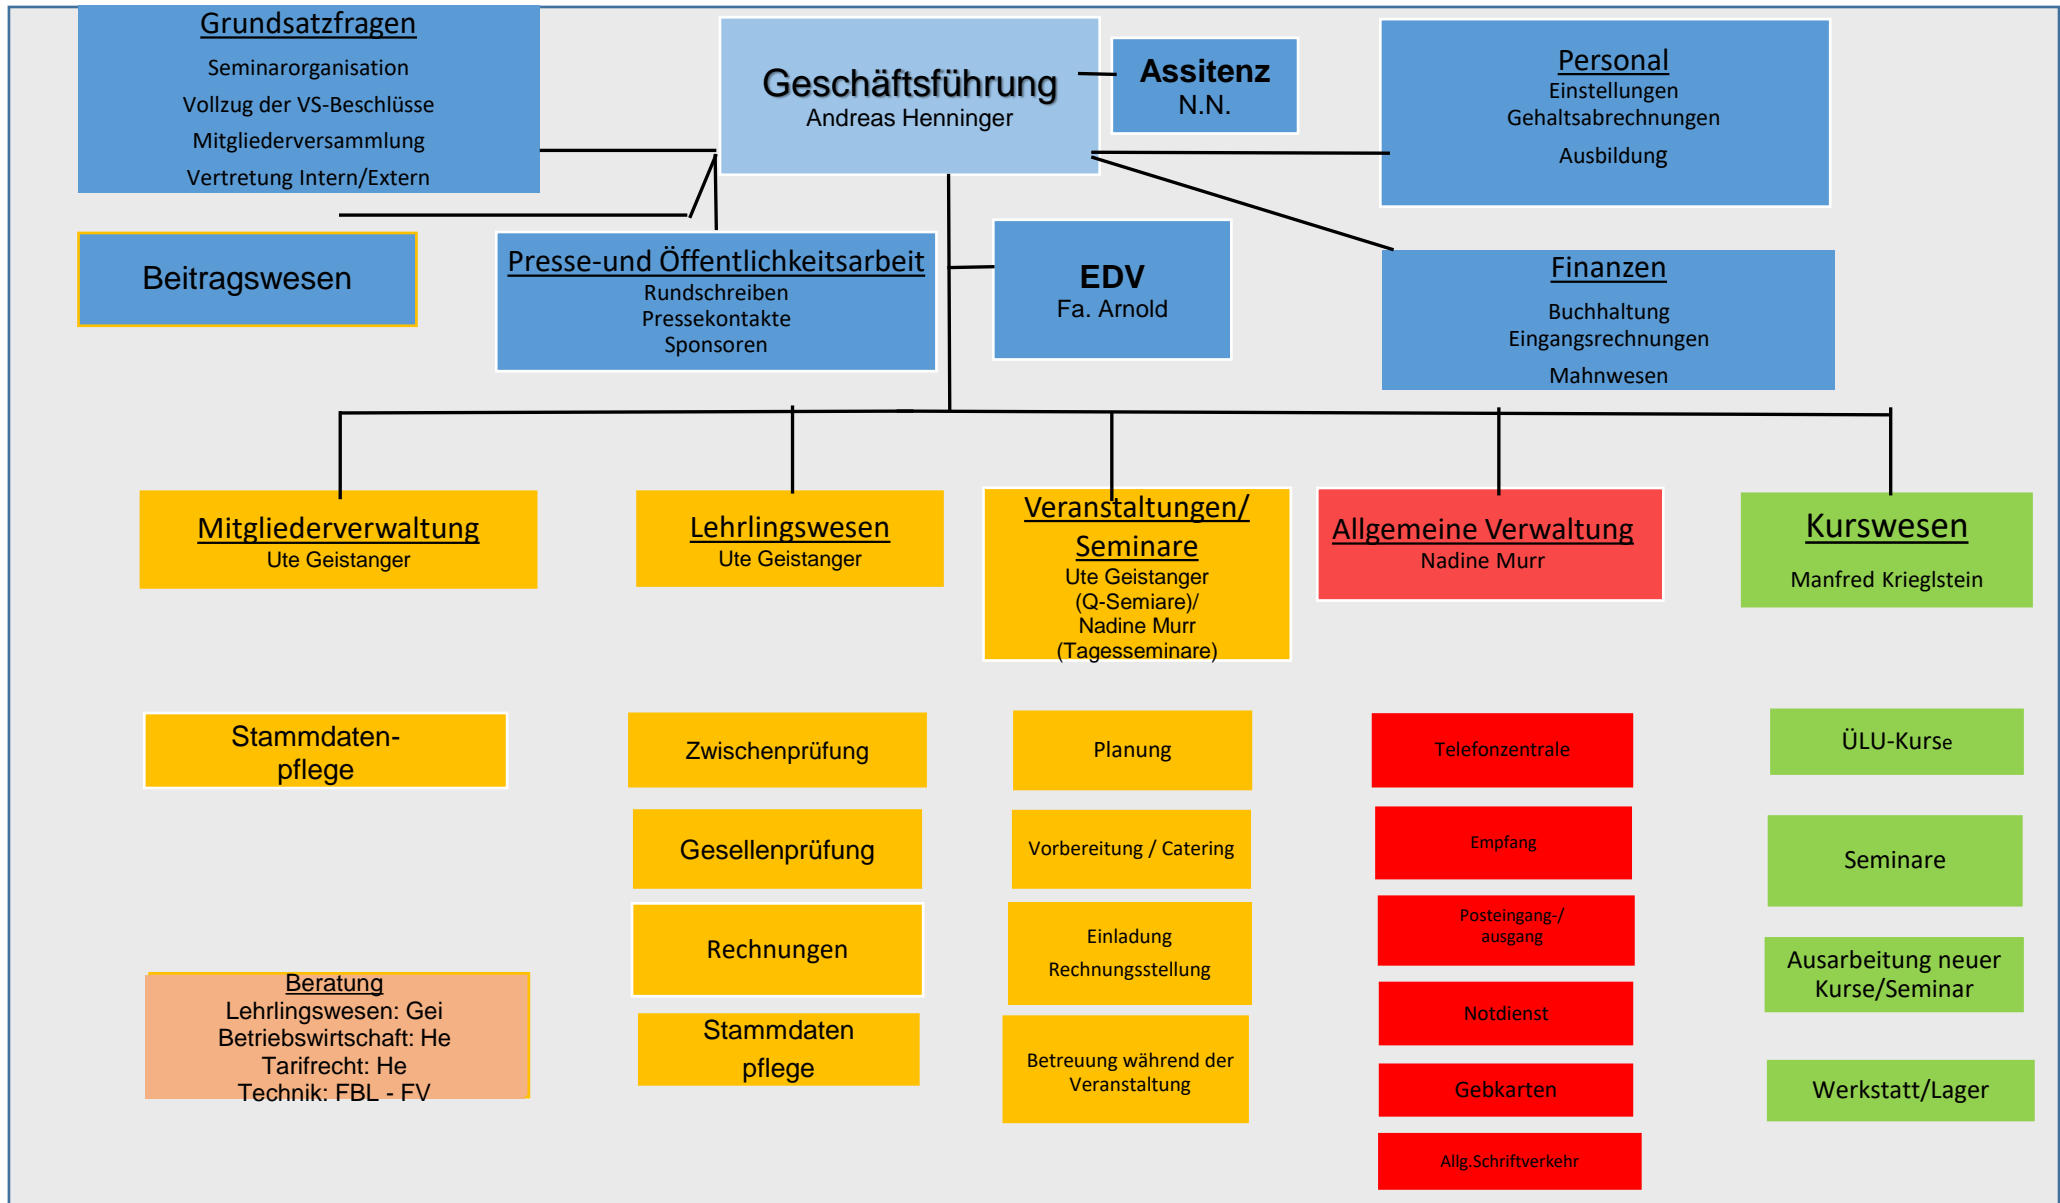 Grundsatzfragen
Seminarorganisation
Vollzug der VS-Beschlüsse
Mitgliederversammlung
Vertretung Intern/Extern
Geschäftsführung
Andreas Henninger
Assitenz
N.N.
Personal
Einstellungen
Gehaltsabrechnungen
Ausbildung
Beitragswesen
Presse-und Öffentlichkeitsarbeit
Rundschreiben
Pressekontakte
Sponsoren
EDV
Fa. Arnold
Finanzen
Buchhaltung
Eingangsrechnungen
Mahnwesen
Mitgliederverwaltung
Ute Geistanger
Lehrlingswesen
Ute Geistanger
Veranstaltungen/
Seminare
Ute Geistanger
(Q-Semiare)/
Nadine Murr
(Tagesseminare)
Allgemeine Verwaltung
Nadine Murr
Kurswesen
Manfred Krieglstein
Stammdaten-
pflege
Beratung
Lehrlingswesen: Gei
Betriebswirtschaft: He
Tarifrecht: He
Technik: FBL - FV
Zwischenprüfung
Gesellenprüfung
Rechnungen
Stammdaten
pflege
Planung
Vorbereitung / Catering
Einladung
Rechnungsstellung
Betreuung während der
Veranstaltung
Telefonzentrale
Empfang
Posteingang-/
ausgang
Notdienst
Gebkarten
Allg.Schriftverkehr
ÜLU-Kurse
Seminare
Ausarbeitung neuer
Kurse/Seminar
Werkstatt/Lager